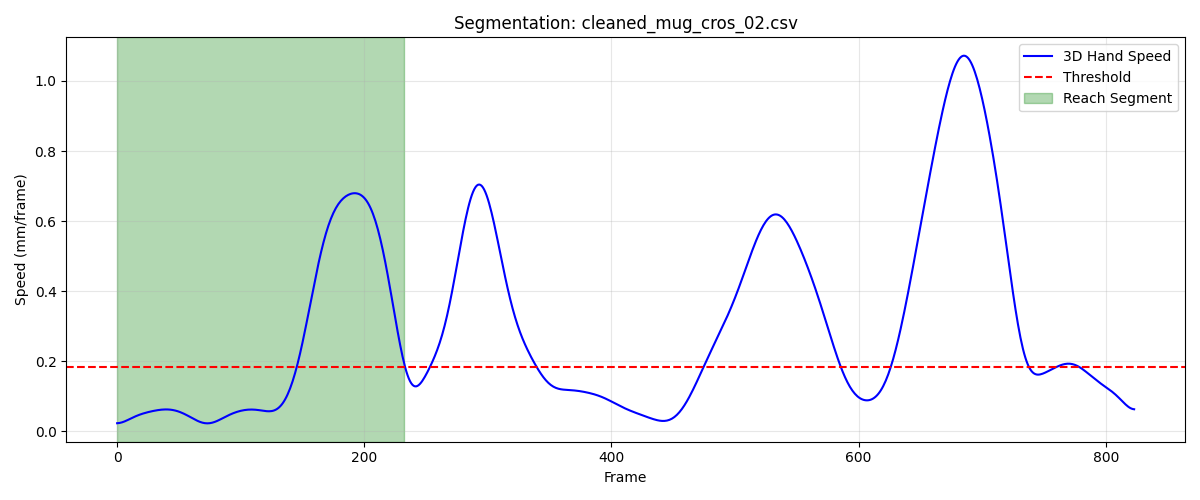 Segmentation: cleaned_mug_cros_02.csv
3D Hand Speed
Threshold
Reach Segment
Speed (mm/frame)
1.0
0.8
0.6
0.4
0.2
0.0
0 200 400 600 800
Frame